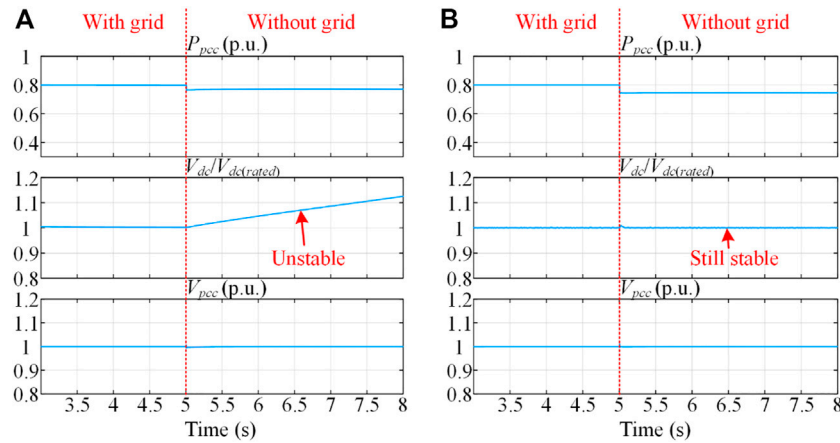 A
With grid Without grid
P_pcc (p.u.)
1
0.8
0.6
0.4
V_dc/V_dc(rated)
1.2
1.1
1
0.9
0.8
Unstable
V_pcc (p.u.)
1.2
1.1
1
0.9
0.8
3.5 4 4.5 5 5.5 6 6.5 7 7.5 8
Time (s)
B
With grid Without grid
P_pcc (p.u.)
1
0.8
0.6
0.4
V_dc/V_dc(rated)
1.2
1.1
1
0.9
0.8
Still stable
V_pcc (p.u.)
1.2
1.1
1
0.9
0.8
3.5 4 4.5 5 5.5 6 6.5 7 7.5 8
Time (s)